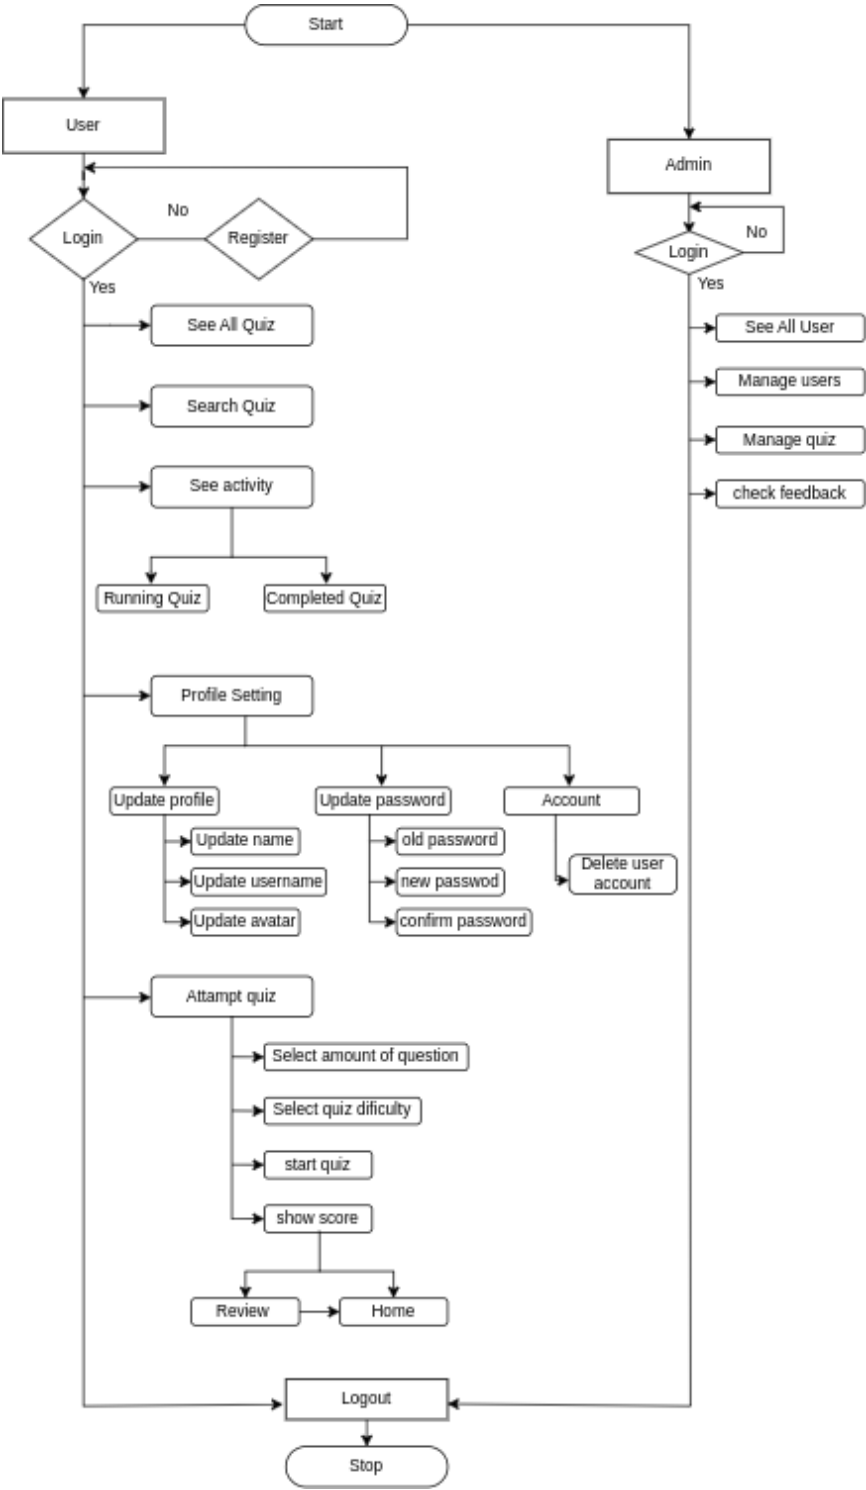 Start
User
Admin
No
Login
Register
No
Login
Yes
Yes
See All Quiz
See All User
Manage users
Search Quiz
Manage quiz
See activity
check feedback
Running Quiz
Completed Quiz
Profile Setting
Update profile
Update password
Account
Update name
old password
Delete user
account
Update username
new passwod
Update avatar
confirm password
Attampt quiz
Select amount of question
Select quiz dificulty
start quiz
show score
Review
Home
Logout
Stop